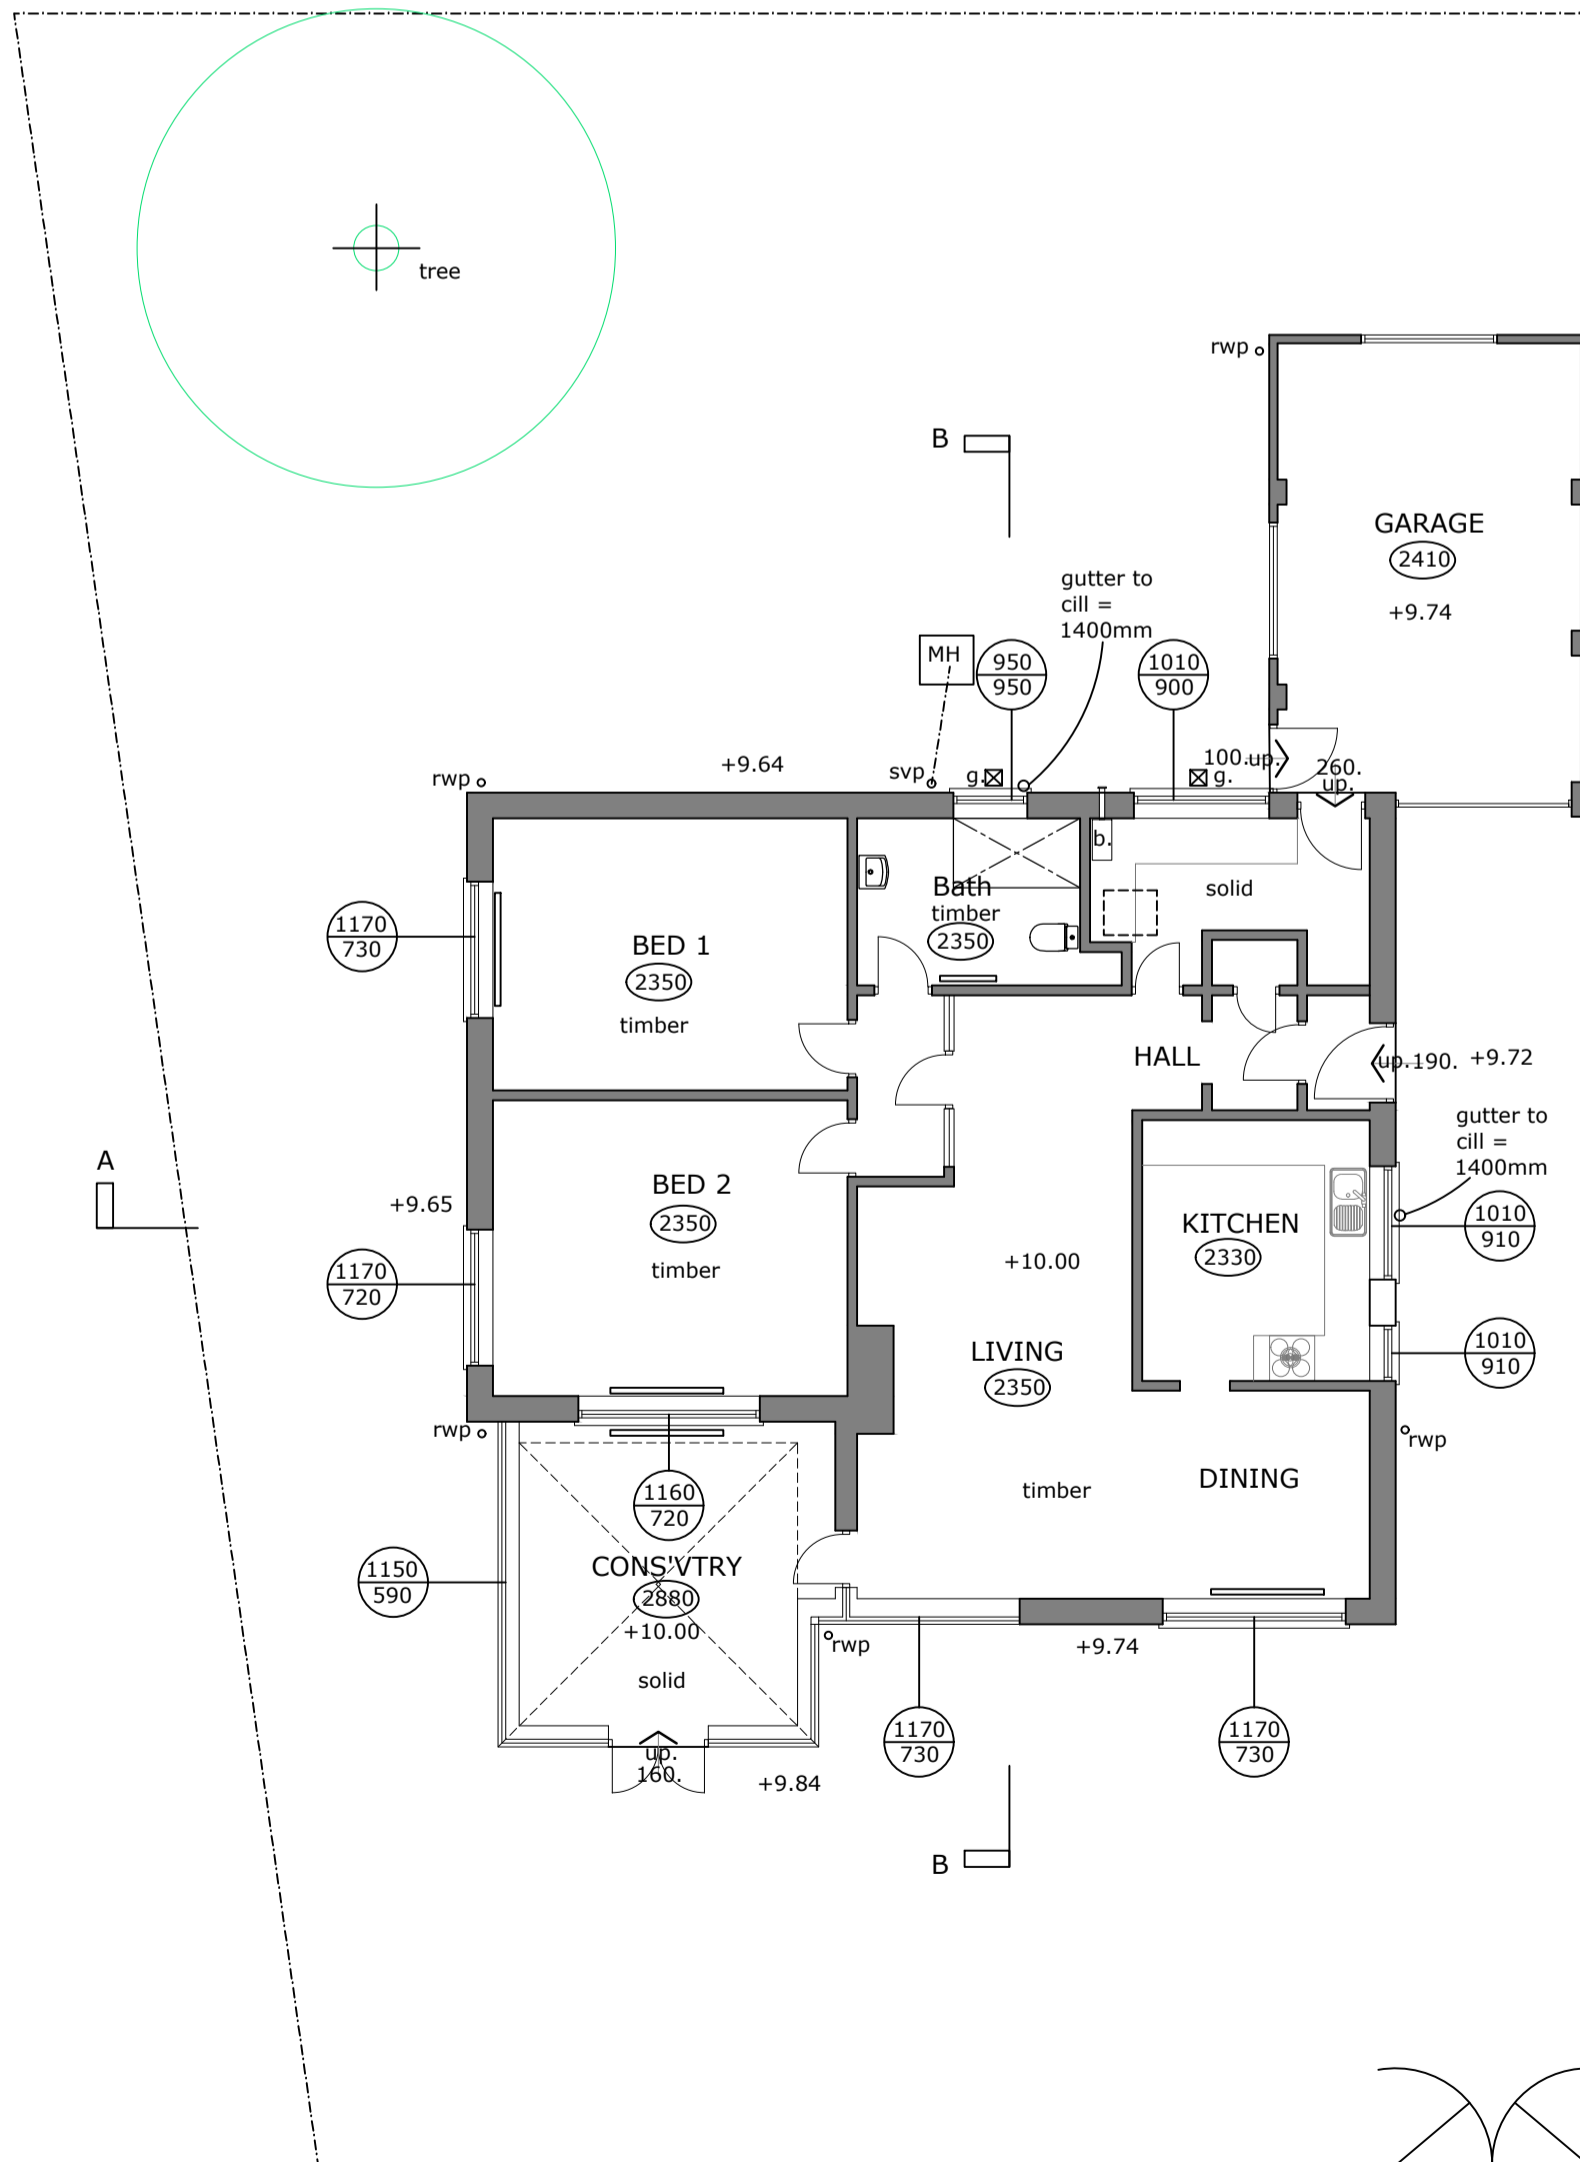 tree
rwp
B
GARAGE
2410
+9.74
gutter to
cill =
1400mm
MH
950
950
1010
900
100.
up.
260.
up.
+9.64
rwp
svp
g.
g.
b.
Bath
timber
2350
solid
1170
730
BED 1
2350
timber
HALL
up.190.
+9.72
gutter to
cill =
1400mm
A
BED 2
2350
timber
+9.65
KITCHEN
2330
1010
910
+10.00
1170
720
LIVING
2350
1010
910
rwp
rwp
timber
DINING
1160
720
CONS'VTRY
2880
+10.00
solid
1150
590
rwp
+9.74
1170
730
1170
730
up.
160.
+9.84
B